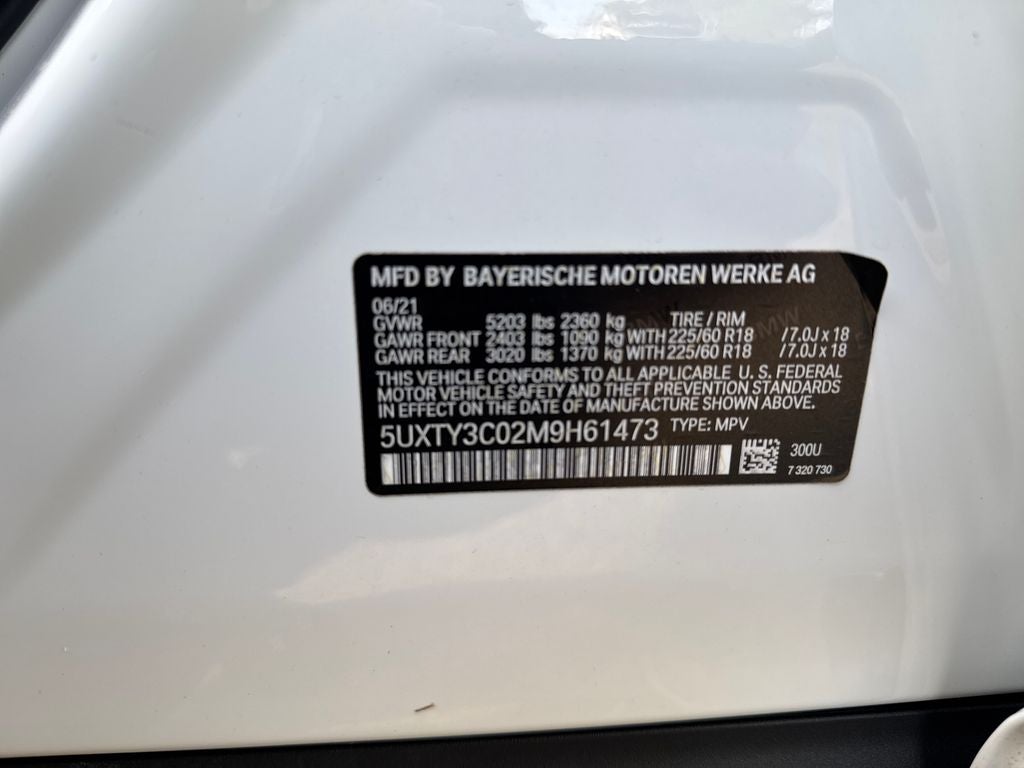 MFD BY BAYERISCHE MOTOREN WERKE AG
06/21
GVWR 5203 lbs 2360 kg TIRE / RIM
GAWR FRONT 2403 lbs 1090 kg WITH 225/60 R18 / 7.0J x 18
GAWR REAR 3020 lbs 1370 kg WITH 225/60 R18 / 7.0J x 18
THIS VEHICLE CONFORMS TO ALL APPLICABLE U. S. FEDERAL
MOTOR VEHICLE SAFETY AND THEFT PREVENTION STANDARDS
IN EFFECT ON THE DATE OF MANUFACTURE SHOWN ABOVE.
5UXTY3C02M9H61473 TYPE: MPV
300U
7 320 730